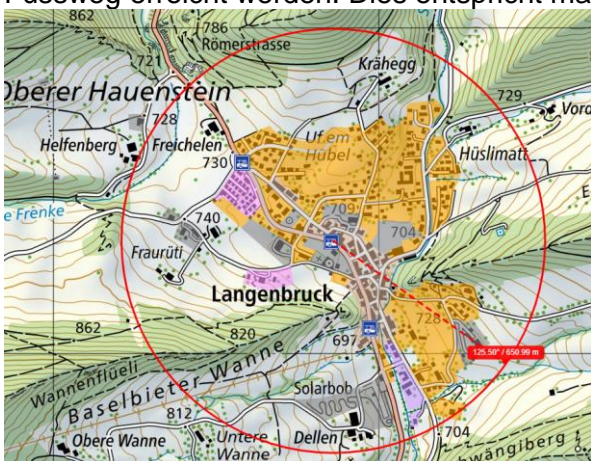 Fussweg erreicht werden. Dies entspricht ma
862
786
Römerstrasse
Krähegg
721
Oberer Hauenstein
729
728
Uf em
Hübel
Helfenberg
Freichelen
Hüslimatt
730
e Frenke
740
709
704
Fraurüti
Langenbruck
728
862
820
697
125.50° / 650.99 m
Wannenflüeli
Baselbieter-Wanne
Solarbob
812
Obere Wanne
Untere
Wanne
Dellen
704